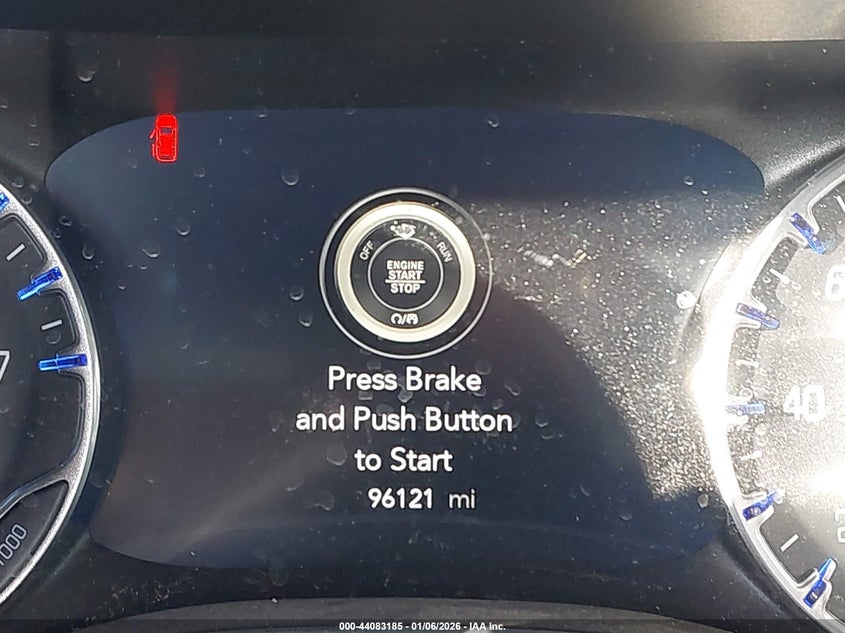 OFF
RUN
ENGINE
START
STOP
Press Brake
and Push Button
to Start
96121 mi
40
1000
000-44083185 - 01/06/2026 - IAA Inc.